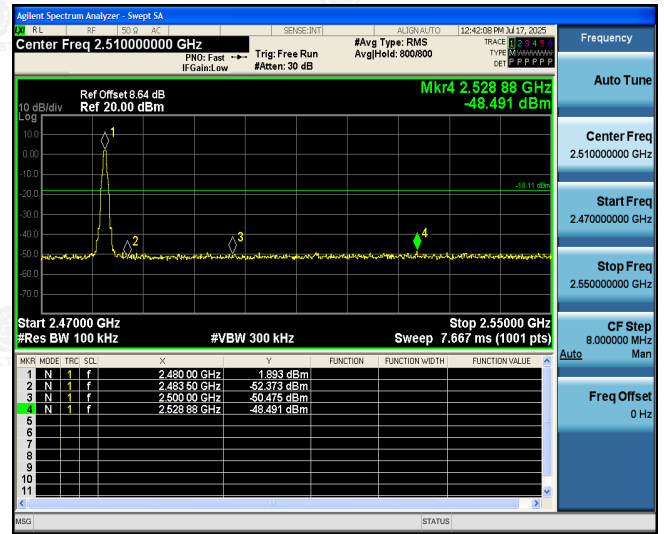 Agilent Spectrum Analyzer - Swept SA
LXI RL RF 50 Ω AC SENSE:INT ALIGN AUTO 12:42:08 PM Jul 17, 2025
Center Freq 2.510000000 GHz
PNO: Fast
IFGain:Low
Trig: Free Run
#Atten: 30 dB
#Avg Type: RMS
Avg|Hold: 800/800
TRACE 1 2 3 4 5 6
TYPE M
DET P P P P P P
Frequency
Mkr4 2.528 88 GHz
-48.491 dBm
Ref Offset 8.64 dB
10 dB/div Ref 20.00 dBm
Log
10.0
0.00
-10.0
-20.0
-30.0
-40.0
-50.0
-60.0
-70.0
1
2
3
4
-18.11 dBm
Start 2.47000 GHz
Stop 2.55000 GHz
#Res BW 100 kHz
#VBW 300 kHz
Sweep 7.667 ms (1001 pts)
MKR MODE TRC SCL X Y FUNCTION FUNCTION WIDTH FUNCTION VALUE
1 N 1 f 2.480 00 GHz 1.893 dBm
2 N 1 f 2.483 50 GHz -52.373 dBm
3 N 1 f 2.500 00 GHz -50.475 dBm
4 N 1 f 2.528 88 GHz -48.491 dBm
5
6
7
8
9
10
11
MSG STATUS
Auto Tune
Center Freq
2.510000000 GHz
Start Freq
2.470000000 GHz
Stop Freq
2.550000000 GHz
CF Step
8.000000 MHz
Auto Man
Freq Offset
0 Hz